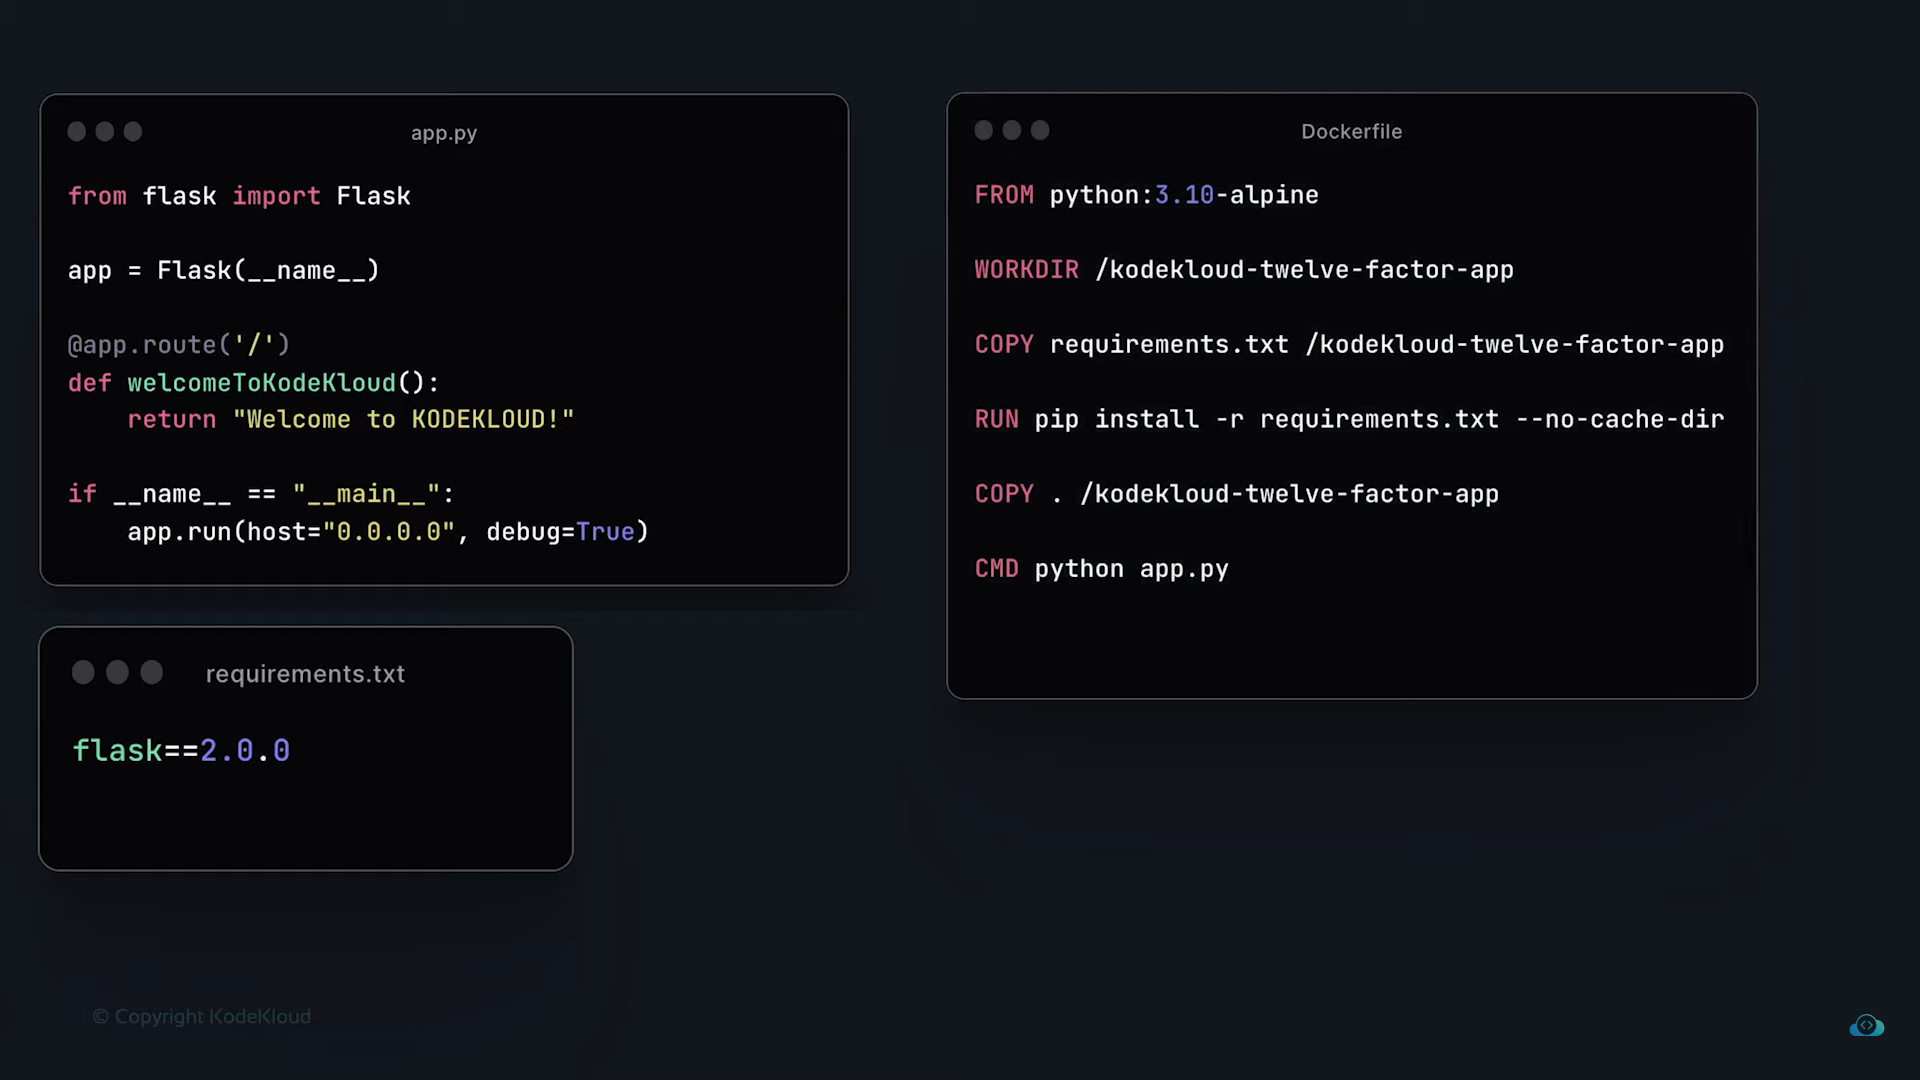 app.py
from flask import Flask
app = Flask(__name__)
@app.route('/')
def welcomeToKodeKloud():
    return "Welcome to KODEKLOUD!"
if __name__ == "__main__":
    app.run(host="0.0.0.0", debug=True)
requirements.txt
flask==2.0.0
Dockerfile
FROM python:3.10-alpine
WORKDIR /kodekloud-twelve-factor-app
COPY requirements.txt /kodekloud-twelve-factor-app
RUN pip install -r requirements.txt --no-cache-dir
COPY . /kodekloud-twelve-factor-app
CMD python app.py
© Copyright KodeKloud